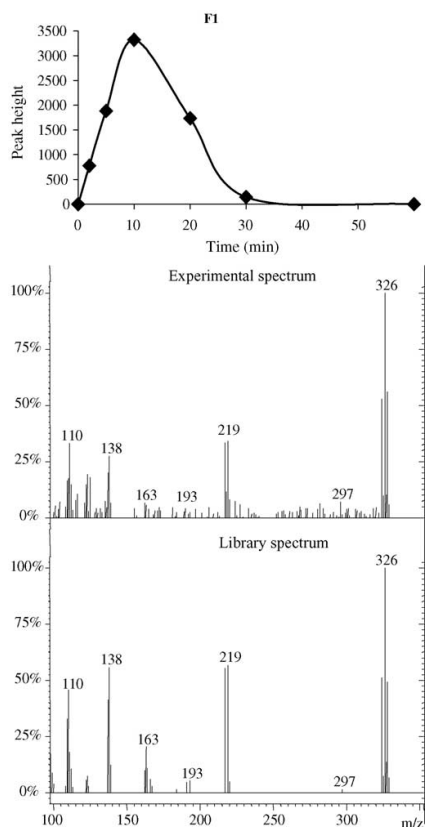 F1
Peak height
3500
3000
2500
2000
1500
1000
500
0
0 10 20 30 40 50
Time (min)
Experimental spectrum
326
100%
75%
50%
25%
0%
110 138 163 193 219 297
Library spectrum
326
100%
75%
50%
25%
0%
110 138 163 193 219 297
100 150 200 250 300 m/z